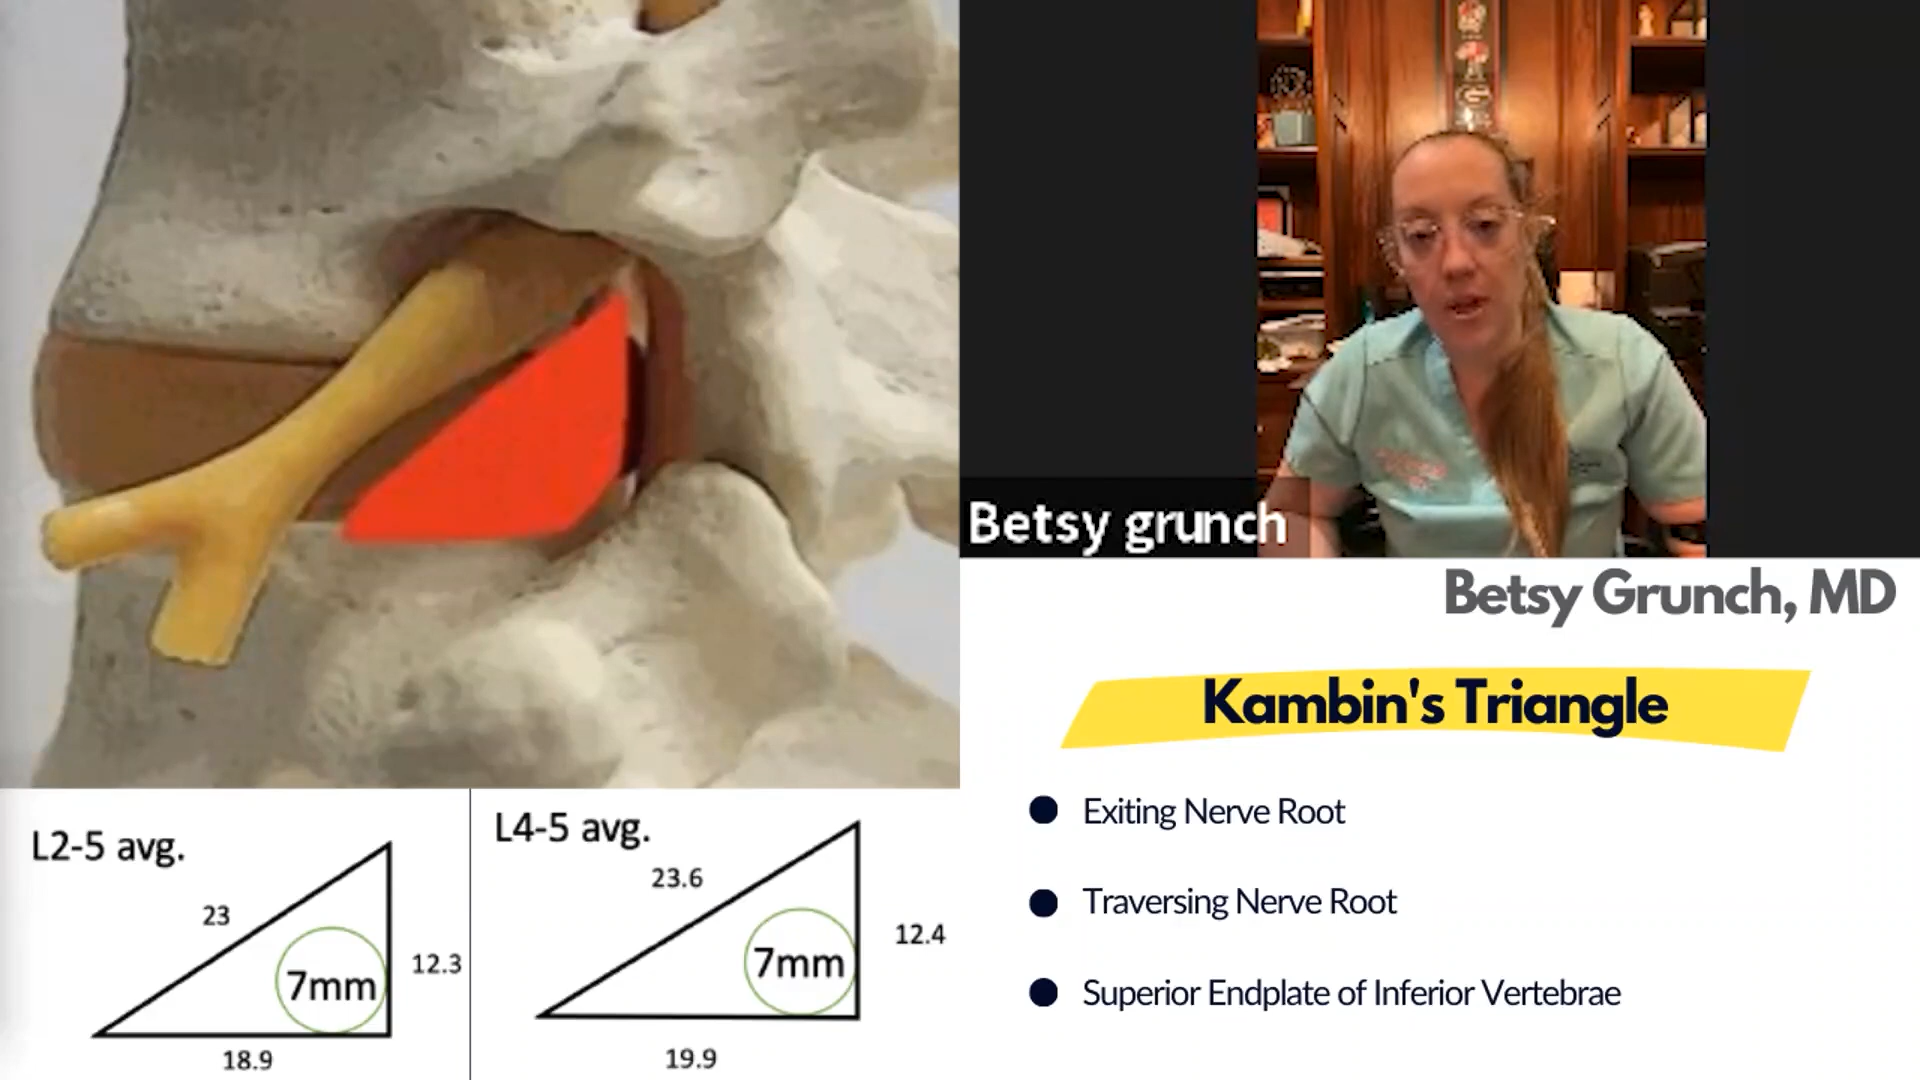 Betsy grunch
Betsy Grunch, MD
Kambin's Triangle
Exiting Nerve Root
Traversing Nerve Root
Superior Endplate of Inferior Vertebrae
L2-5 avg.
23
7mm
12.3
18.9
L4-5 avg.
23.6
7mm
12.4
19.9